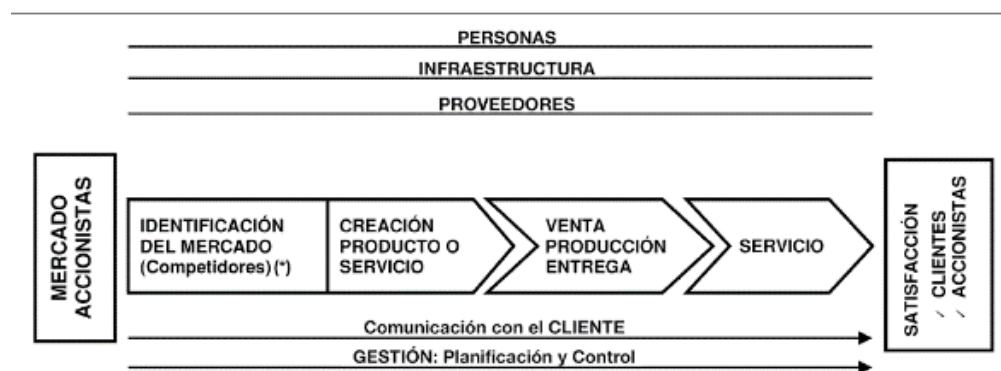 PERSONAS
INFRAESTRUCTURA
PROVEEDORES
MERCADO
ACCIONISTAS
IDENTIFICACIÓN
DEL MERCADO
(Competidores) (*)
CREACIÓN
PRODUCTO O
SERVICIO
VENTA
PRODUCCIÓN
ENTREGA
SERVICIO
SATISFACCIÓN
✓ CLIENTES
✓ ACCIONISTAS
Comunicación con el CLIENTE
GESTIÓN: Planificación y Control